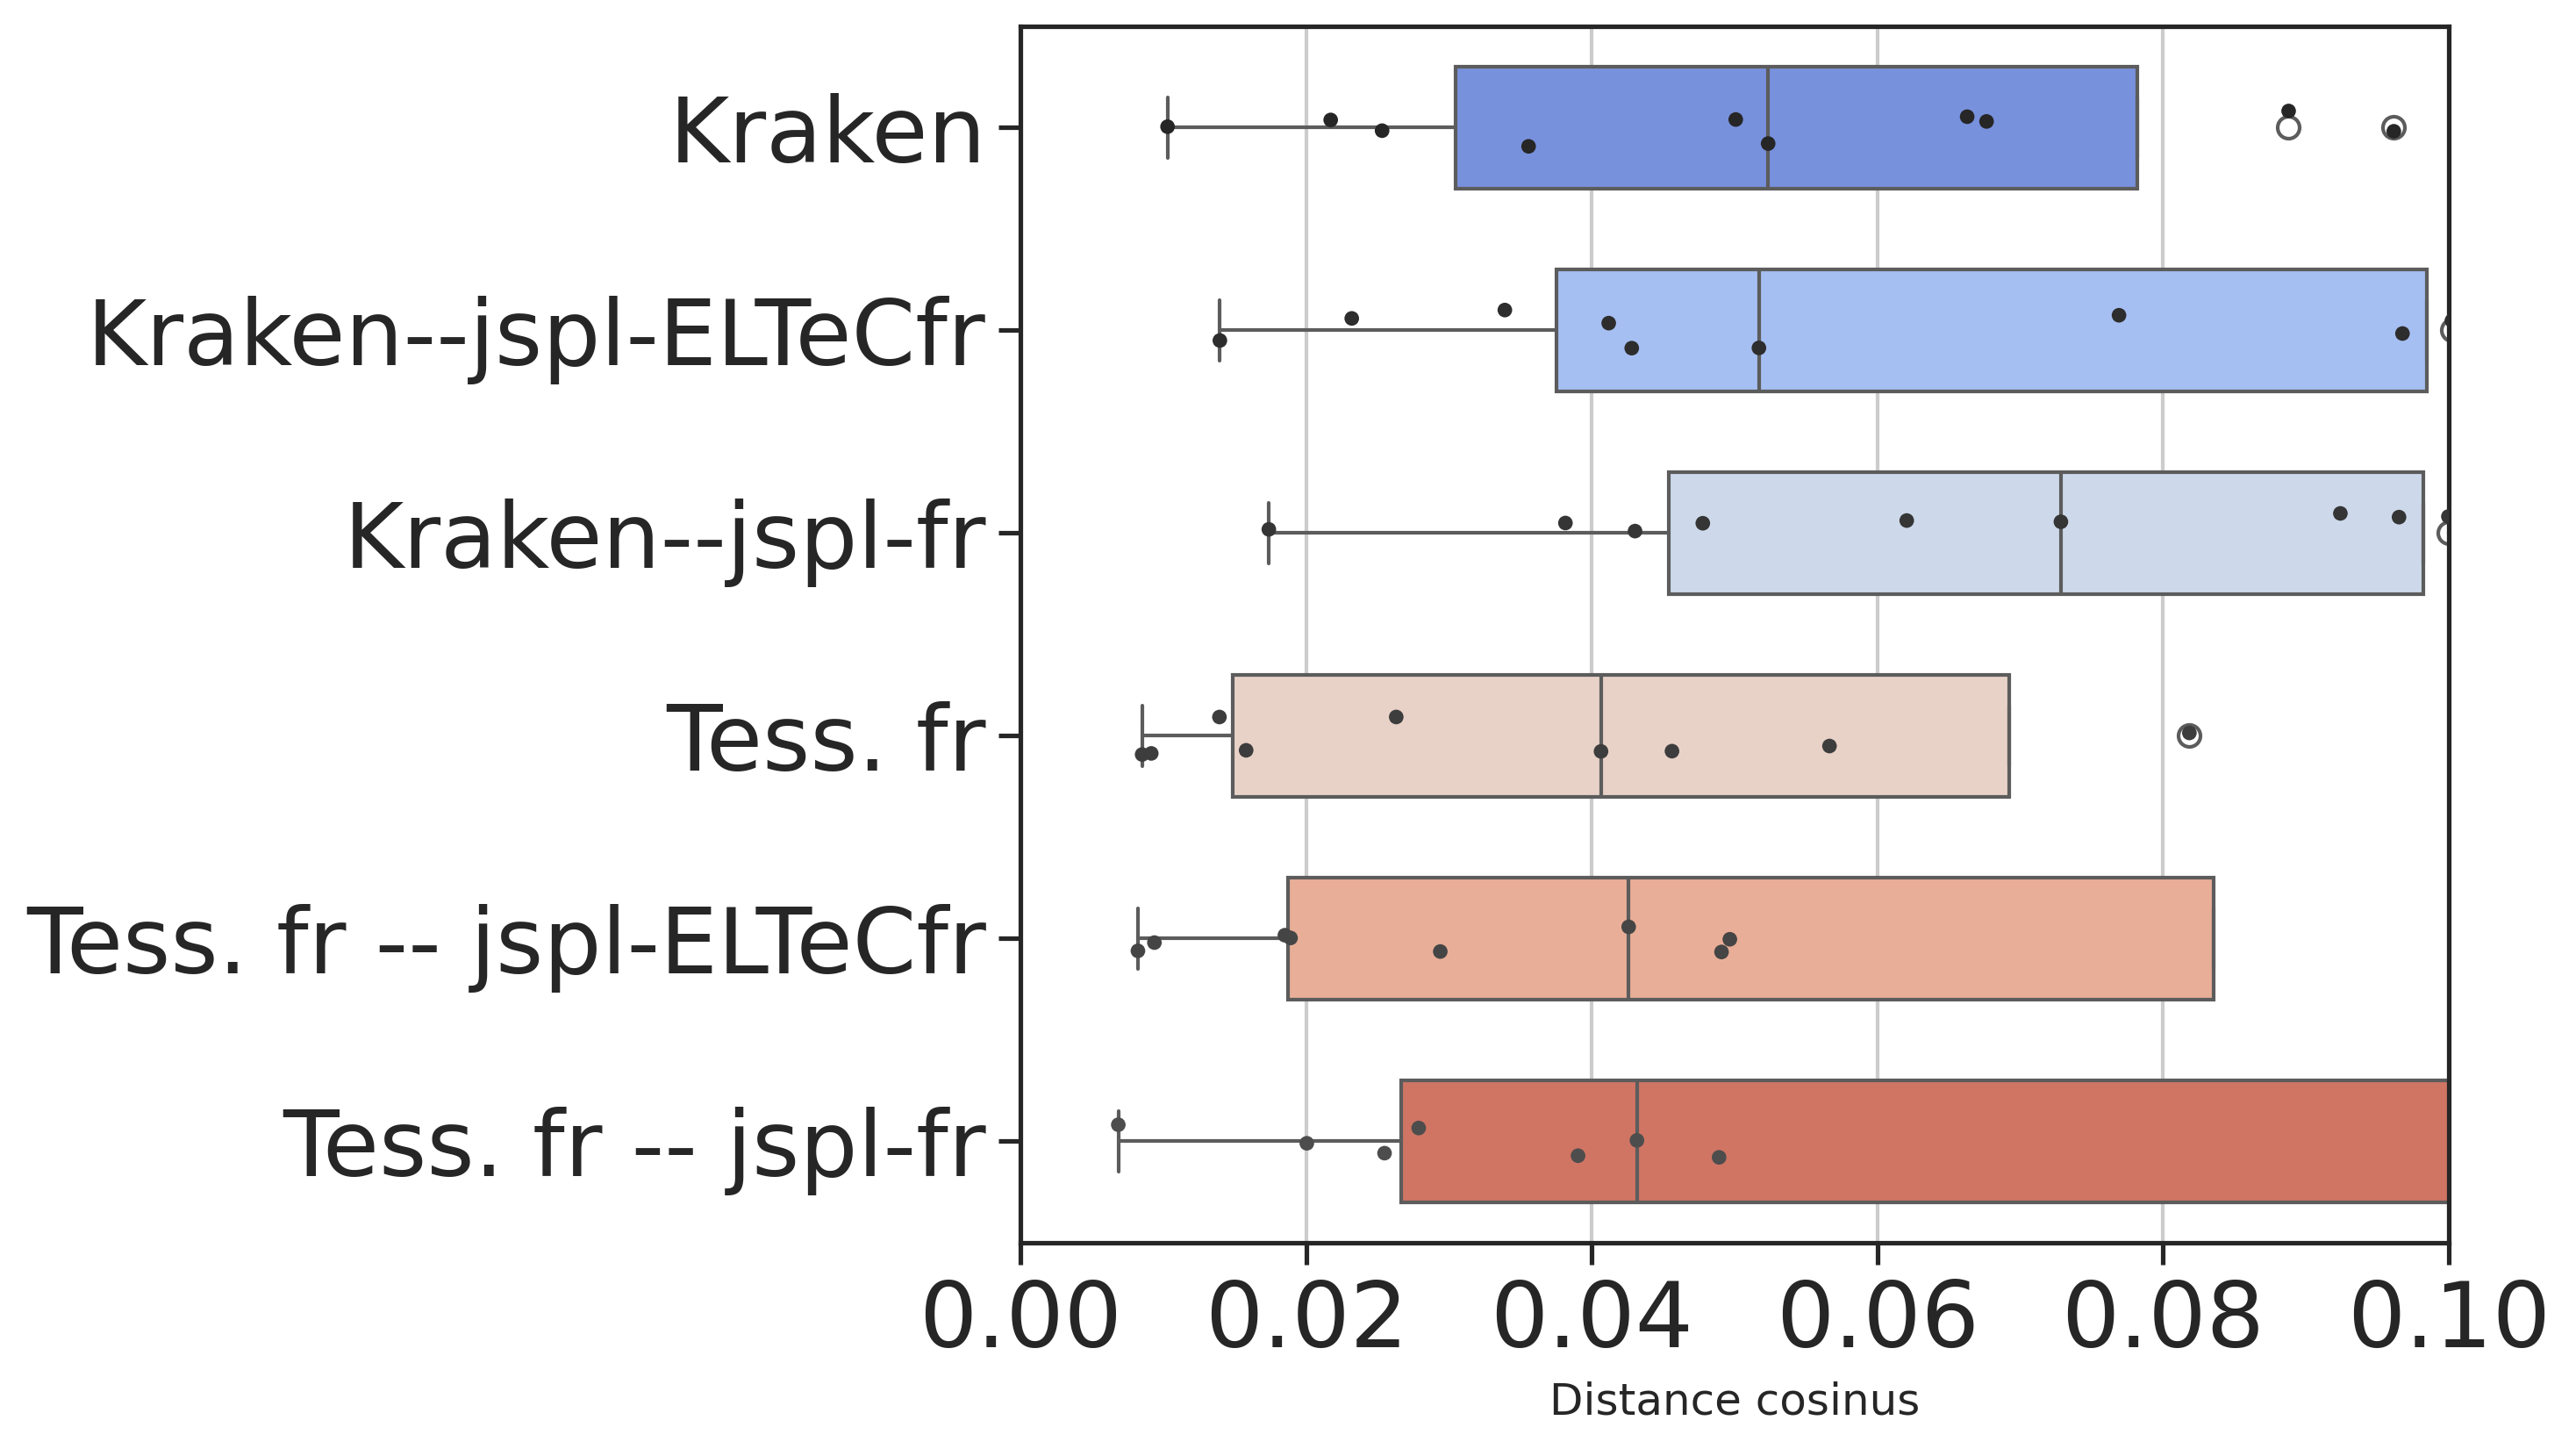 Kraken
Kraken--jspl-ELTeCfr
Kraken--jspl-fr
Tess. fr
Tess. fr -- jspl-ELTeCfr
Tess. fr -- jspl-fr
0.00 0.02 0.04 0.06 0.08 0.10
Distance cosinus